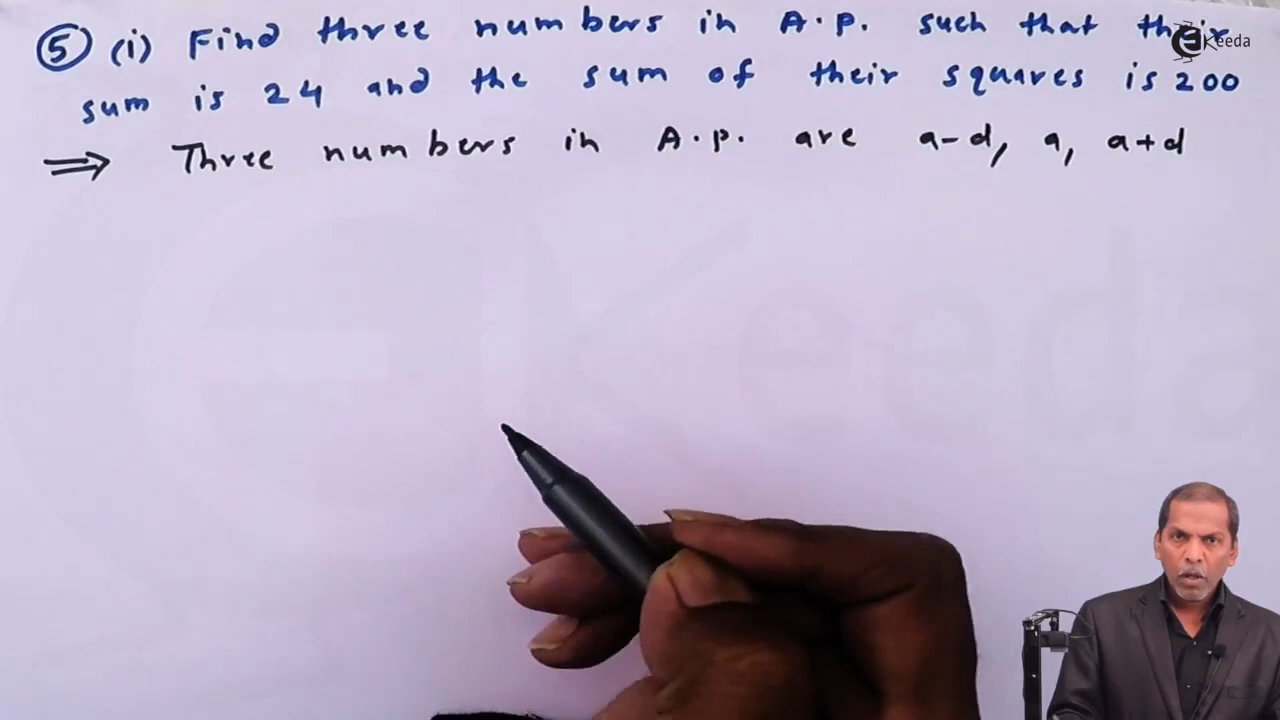 ⑤ (i) Find three numbers in A.P. such that their
sum is 24 and the sum of their squares is 200
⇒ Three numbers in A.P. are a-d, a, a+d
EKeeda